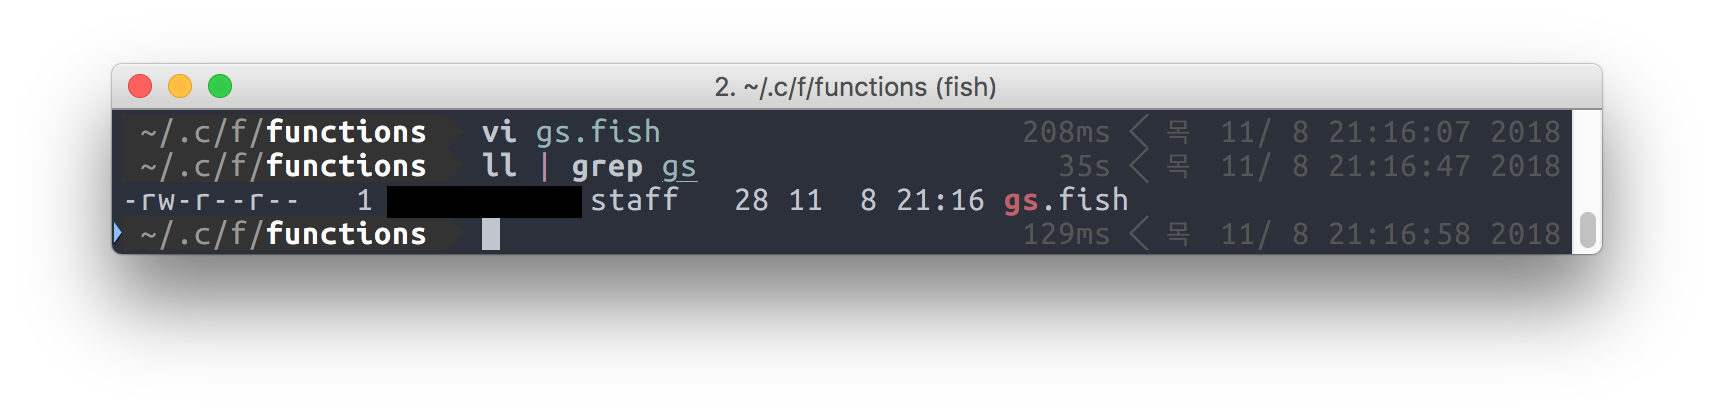 2. ~/.c/f/functions (fish)
~/.c/f/functions vi gs.fish 208ms < 목 11/ 8 21:16:07 2018
~/.c/f/functions ll | grep gs 35s < 목 11/ 8 21:16:47 2018
-rw-r--r-- 1 staff 28 11 8 21:16 gs.fish
~/.c/f/functions 129ms < 목 11/ 8 21:16:58 2018